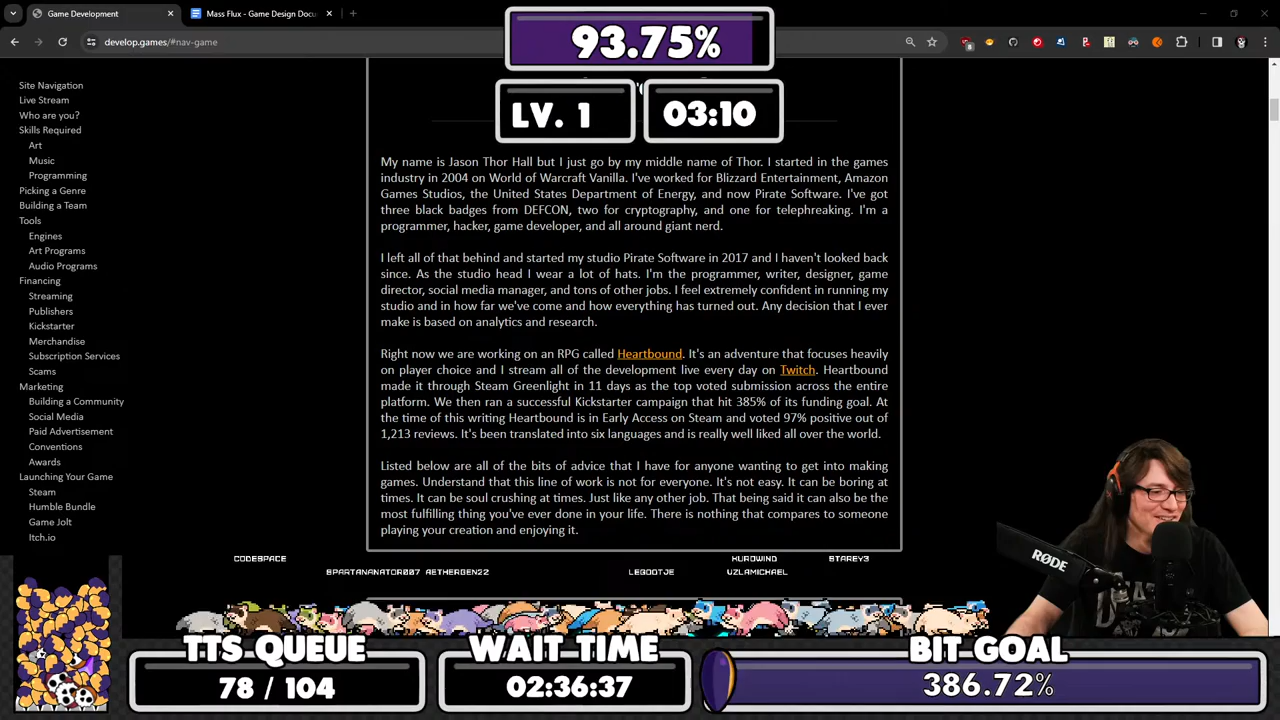 Game Development
Mass Flux - Game Design Docu
develop.games/#nav-game
93.75%
LV. 1
03:10
Site Navigation
Live Stream
Who are you?
Skills Required
Art
Music
Programming
Picking a Genre
Building a Team
Tools
Engines
Art Programs
Audio Programs
Financing
Streaming
Publishers
Kickstarter
Merchandise
Subscription Services
Scams
Marketing
Building a Community
Social Media
Paid Advertisement
Conventions
Awards
Launching Your Game
Steam
Humble Bundle
Game Jolt
Itch.io
My name is Jason Thor Hall but I just go by my middle name of Thor. I started in the games
industry in 2004 on World of Warcraft Vanilla. I've worked for Blizzard Entertainment, Amazon
Games Studios, the United States Department of Energy, and now Pirate Software. I've got
three black badges from DEFCON, two for cryptography, and one for telephreaking. I'm a
programmer, hacker, game developer, and all around giant nerd.
I left all of that behind and started my studio Pirate Software in 2017 and I haven't looked back
since. As the studio head I wear a lot of hats. I'm the programmer, writer, designer, game
director, social media manager, and tons of other jobs. I feel extremely confident in running my
studio and in how far we've come and how everything has turned out. Any decision that I ever
make is based on analytics and research.
Right now we are working on an RPG called Heartbound. It's an adventure that focuses heavily
on player choice and I stream all of the development live every day on Twitch. Heartbound
made it through Steam Greenlight in 11 days as the top voted submission across the entire
platform. We then ran a successful Kickstarter campaign that hit 385% of its funding goal. At
the time of this writing Heartbound is in Early Access on Steam and voted 97% positive out of
1,213 reviews. It's been translated into six languages and is really well liked all over the world.
Listed below are all of the bits of advice that I have for anyone wanting to get into making
games. Understand that this line of work is not for everyone. It's not easy. It can be boring at
times. It can be soul crushing at times. Just like any other job. That being said it can also be the
most fulfilling thing you've ever done in your life. There is nothing that compares to someone
playing your creation and enjoying it.
RØDE
CODESPACE
KUROWIND
STAREY3
SPARTANANATOR007 AETHERGEN22
LEGOOTJE
VZLAMICHAEL
TTS QUEUE
78 / 104
WAIT TIME
02:36:37
BIT GOAL
386.72%